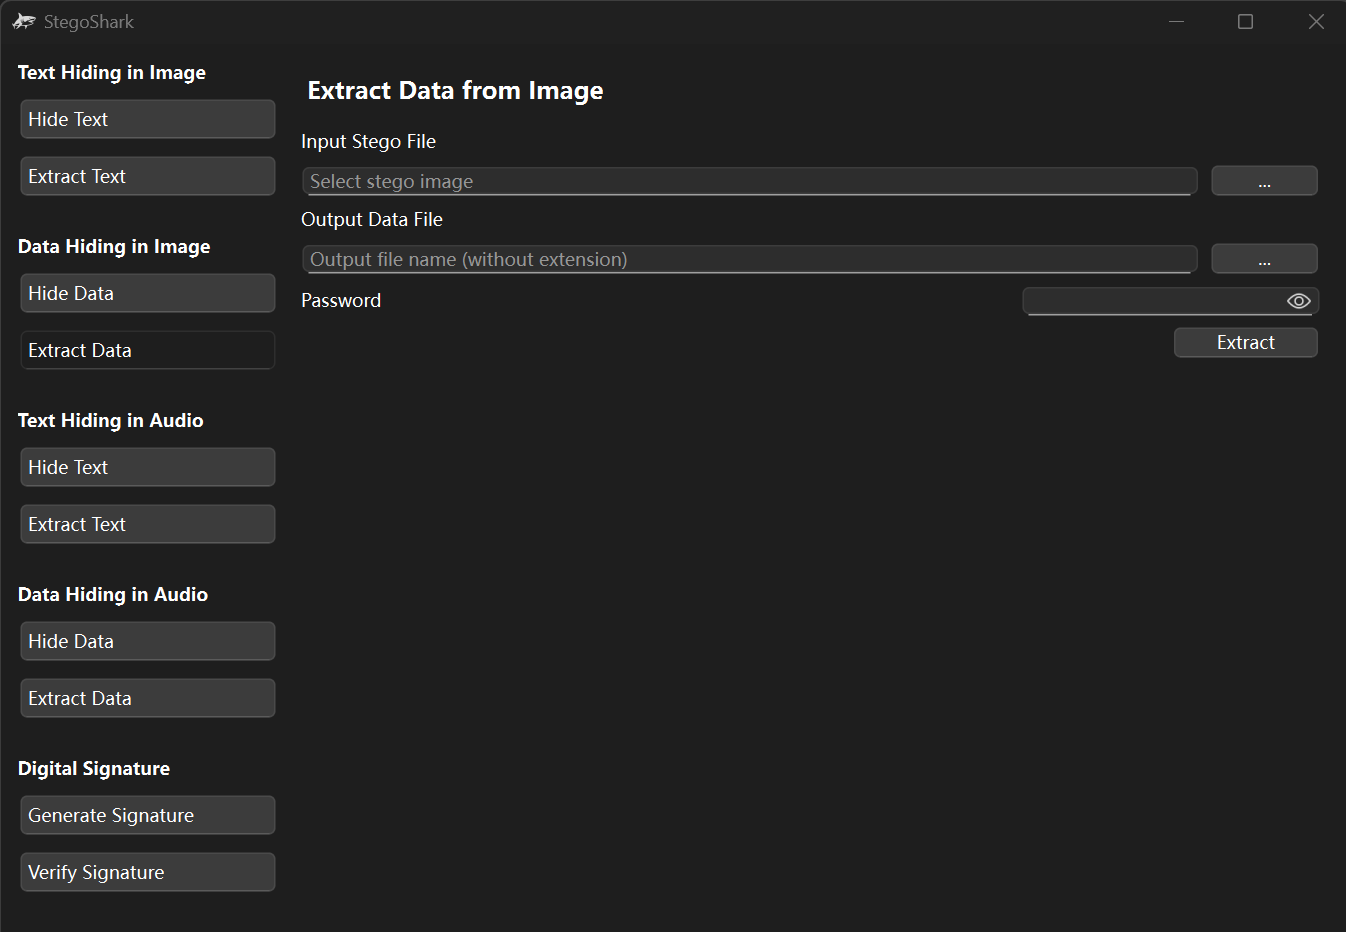 StegoShark
Text Hiding in Image
Hide Text
Extract Text
Data Hiding in Image
Hide Data
Extract Data
Text Hiding in Audio
Hide Text
Extract Text
Data Hiding in Audio
Hide Data
Extract Data
Digital Signature
Generate Signature
Verify Signature
Extract Data from Image
Input Stego File
Select stego image ...
Output Data File
Output file name (without extension) ...
Password
Extract